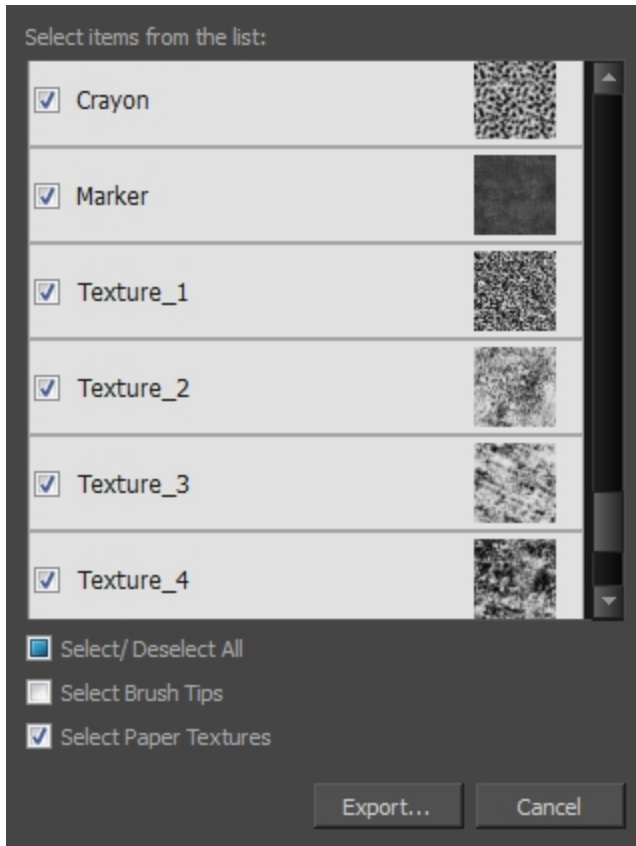 Select items from the list:
Crayon
Marker
Texture_1
Texture_2
Texture_3
Texture_4
Select/ Deselect All
Select Brush Tips
Select Paper Textures
Export... Cancel